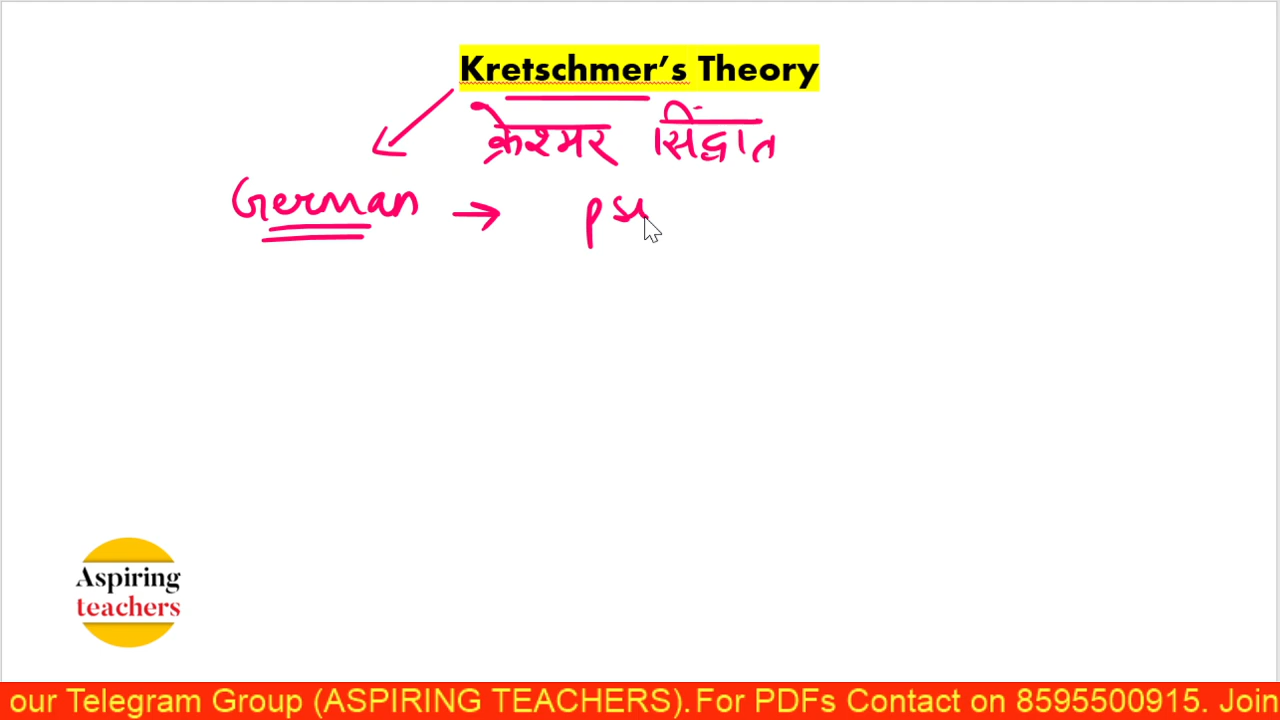 Kretschmer's Theory
क्रेश्मर सिंद्धात
German → psy
Aspiring
teachers
our Telegram Group (ASPIRING TEACHERS).For PDFs Contact on 8595500915. Join